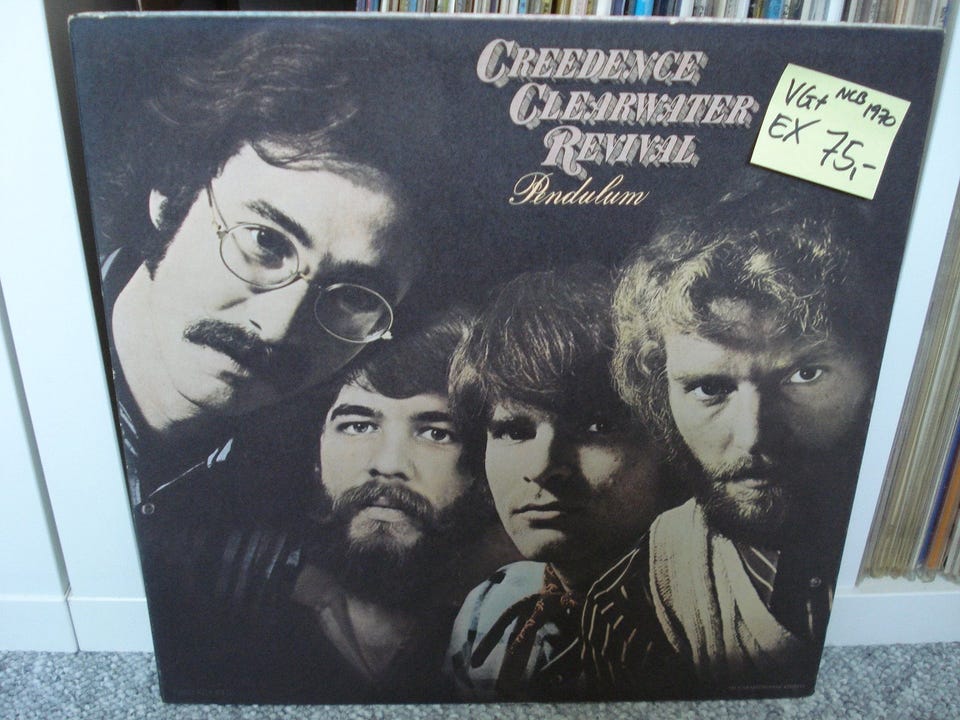 CREEDENCE
CLEARWATER
REVIVAL
Pendulum
VG+ NCB 1970
EX 75,-